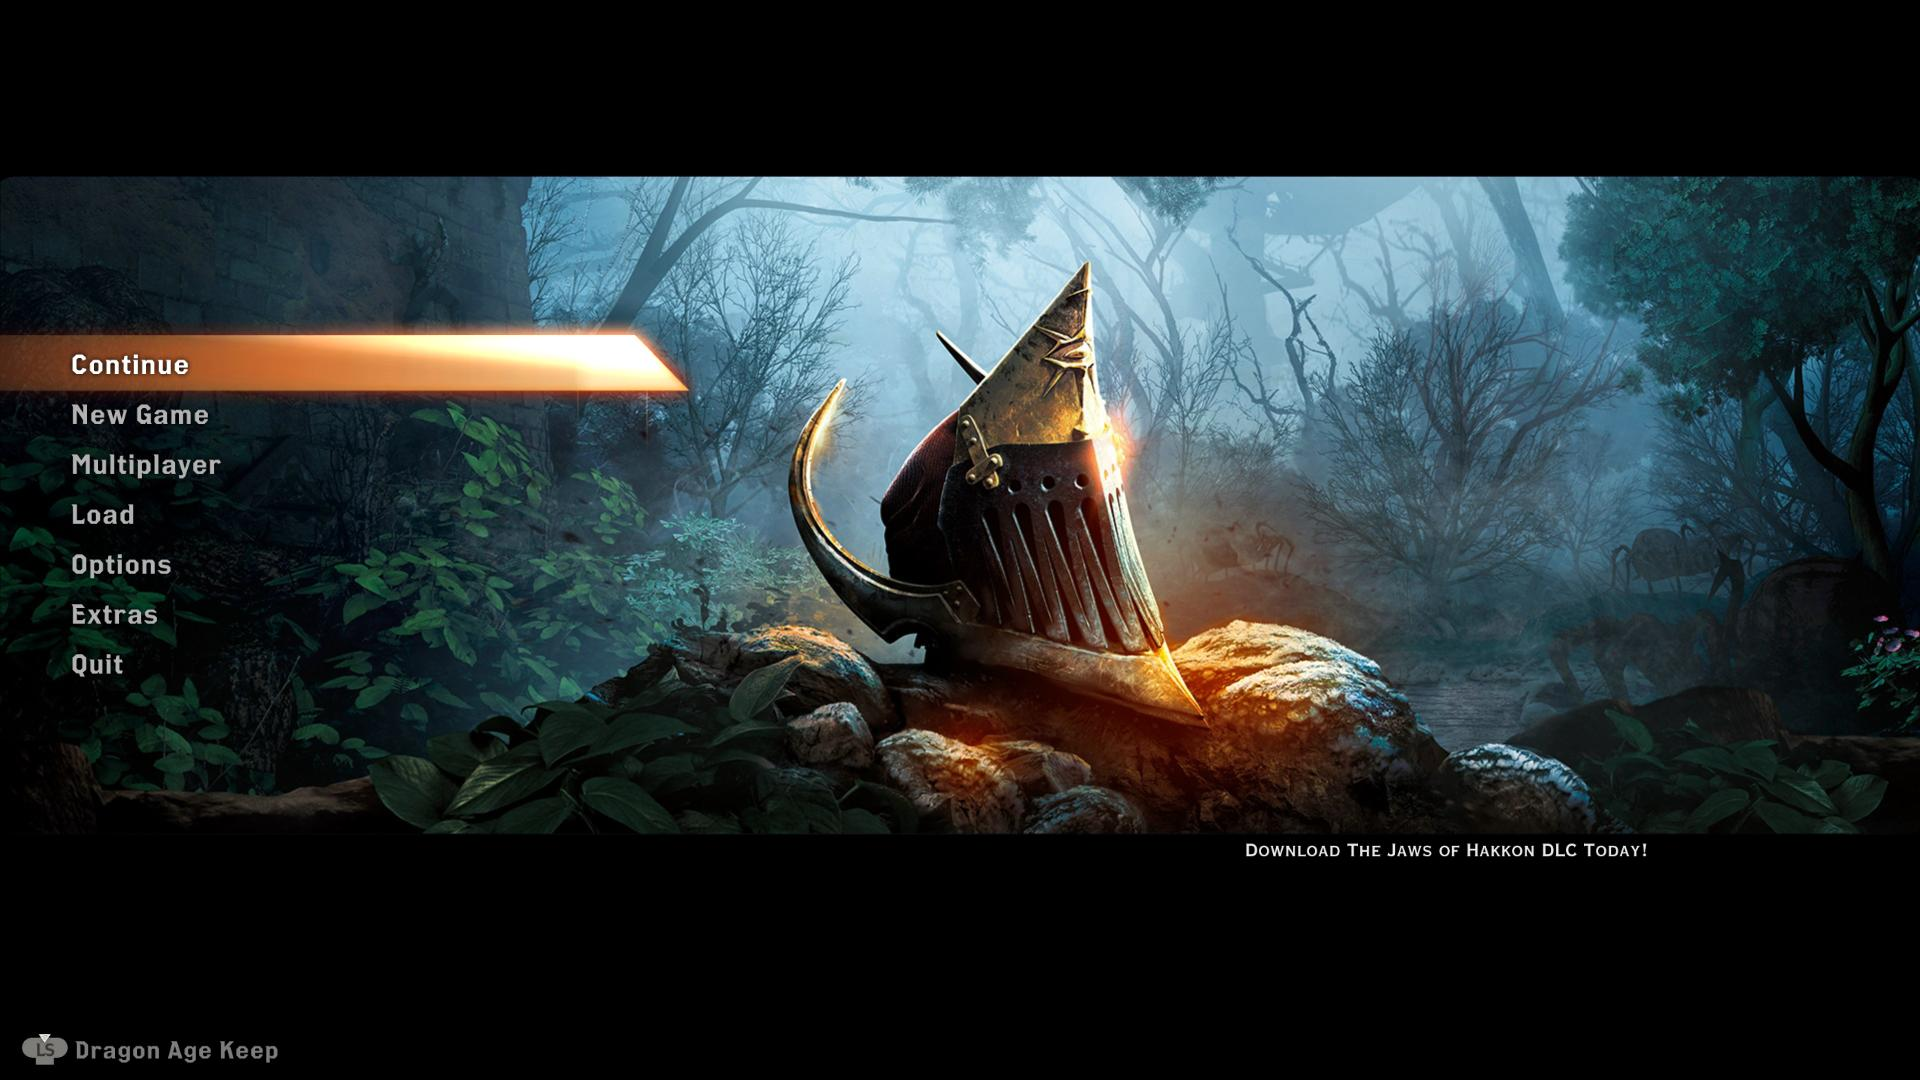 Continue
New Game
Multiplayer
Load
Options
Extras
Quit
Download The Jaws of Hakkon DLC Today!
LS Dragon Age Keep